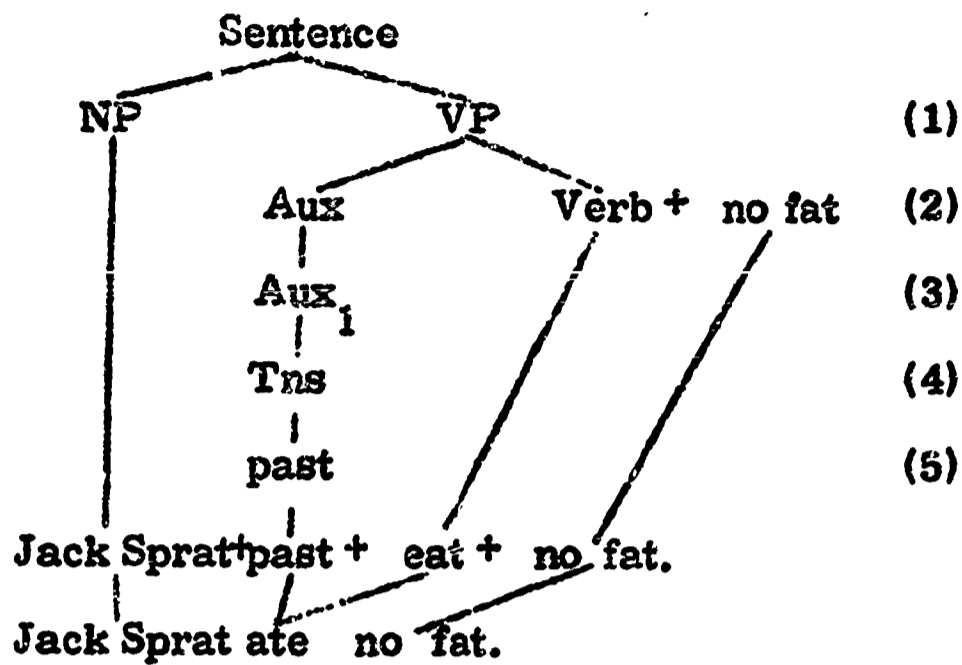 Sentence
NP VP (1)
Aux Verb + no fat (2)
Aux1 (3)
Tns (4)
past (5)
Jack Sprat+past + eat + no fat.
Jack Sprat ate no fat.